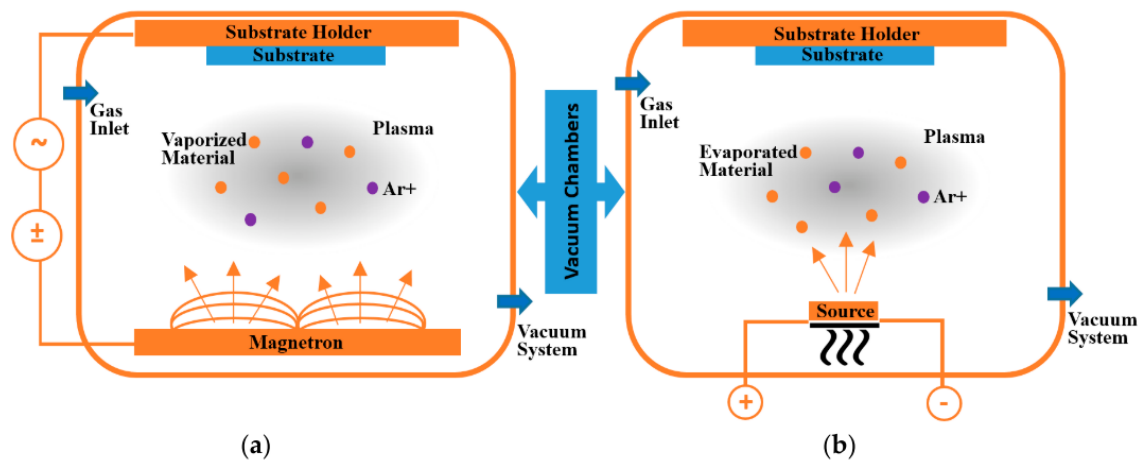 Substrate Holder
Substrate
Gas
Inlet
Vaporized
Material
Plasma
Ar+
~
±
Magnetron
Vacuum
System
(a)
Vacuum Chambers
Substrate Holder
Substrate
Gas
Inlet
Evaporated
Material
Plasma
Ar+
Source
+
-
Vacuum
System
(b)